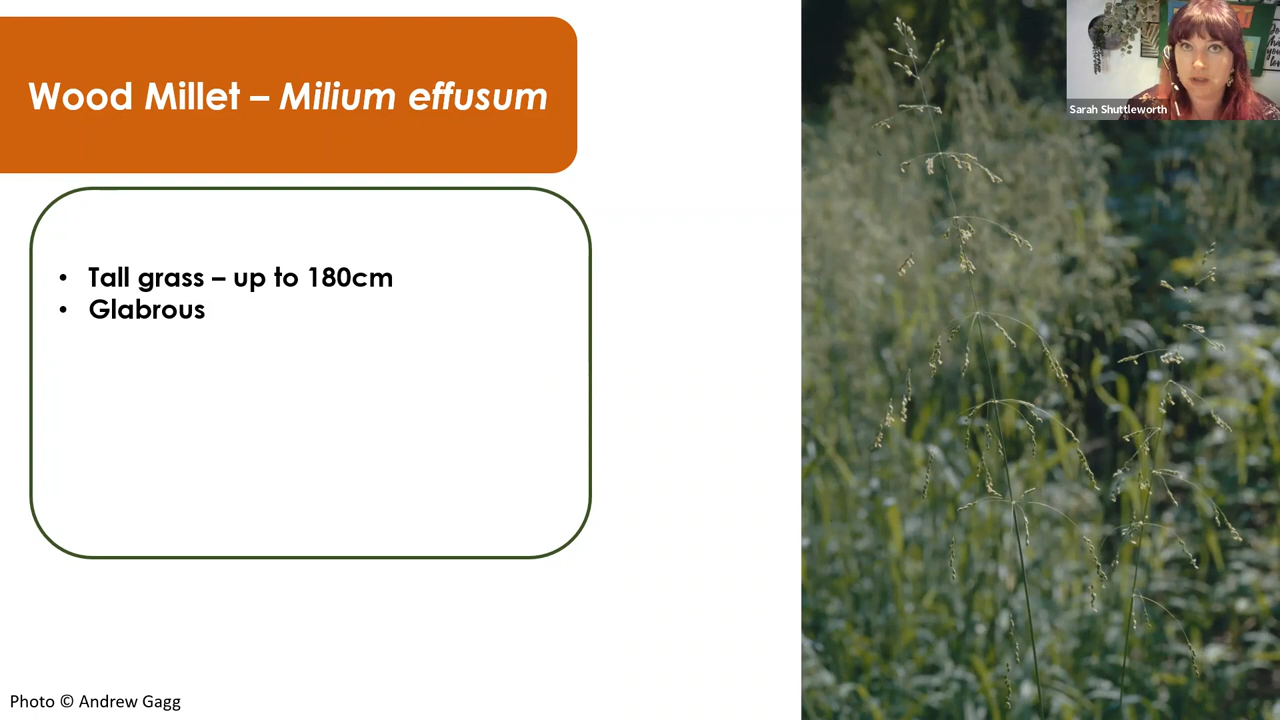 Wood Millet – Milium effusum
Sarah Shuttleworth
• Tall grass – up to 180cm
• Glabrous
Photo © Andrew Gagg